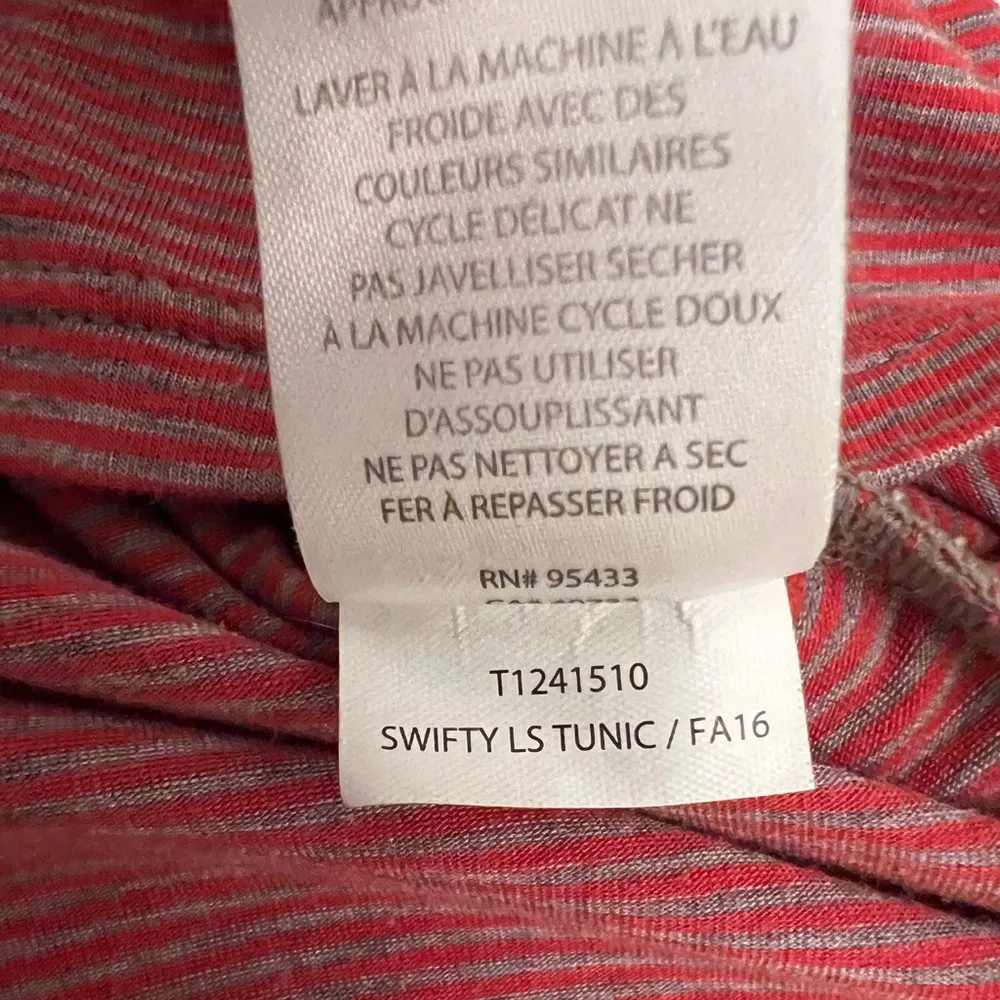 LAVER À LA MACHINE À L'EAU
FROIDE AVEC DES
COULEURS SIMILAIRES
CYCLE DÉLICAT NE
PAS JAVELLISER SÉCHER
À LA MACHINE CYCLE DOUX
NE PAS UTILISER
D'ASSOUPLISSANT
NE PAS NETTOYER A SEC
FER À REPASSER FROID
RN# 95433
T1241510
SWIFTY LS TUNIC / FA16